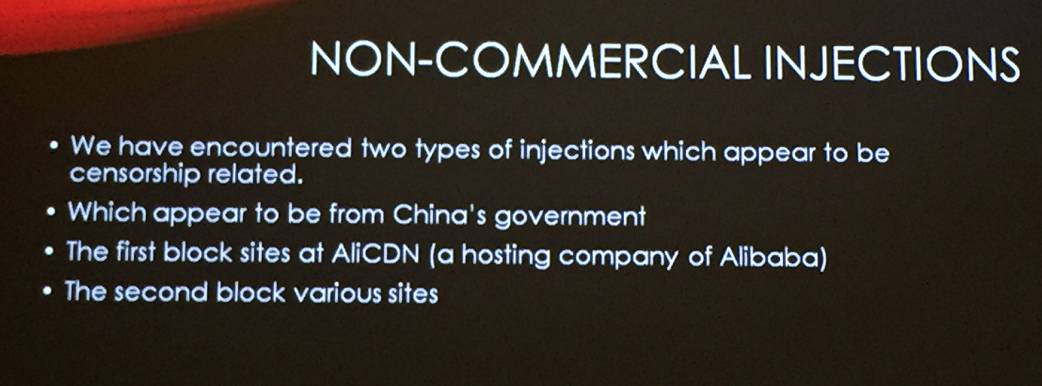 NON-COMMERCIAL INJECTIONS
• We have encountered two types of injections which appear to be
censorship related.
• Which appear to be from China's government
• The first block sites at AliCDN (a hosting company of Alibaba)
• The second block various sites